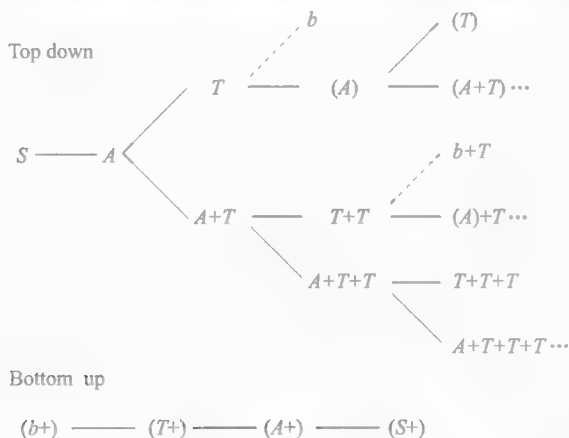 b (T)
Top down
T (A) (A+T) ···
b+T
S A
A+T T+T (A)+T ···
A+T+T T+T+T
A+T+T+T ···
Bottom up
(b+) (T+) (A+) (S+)